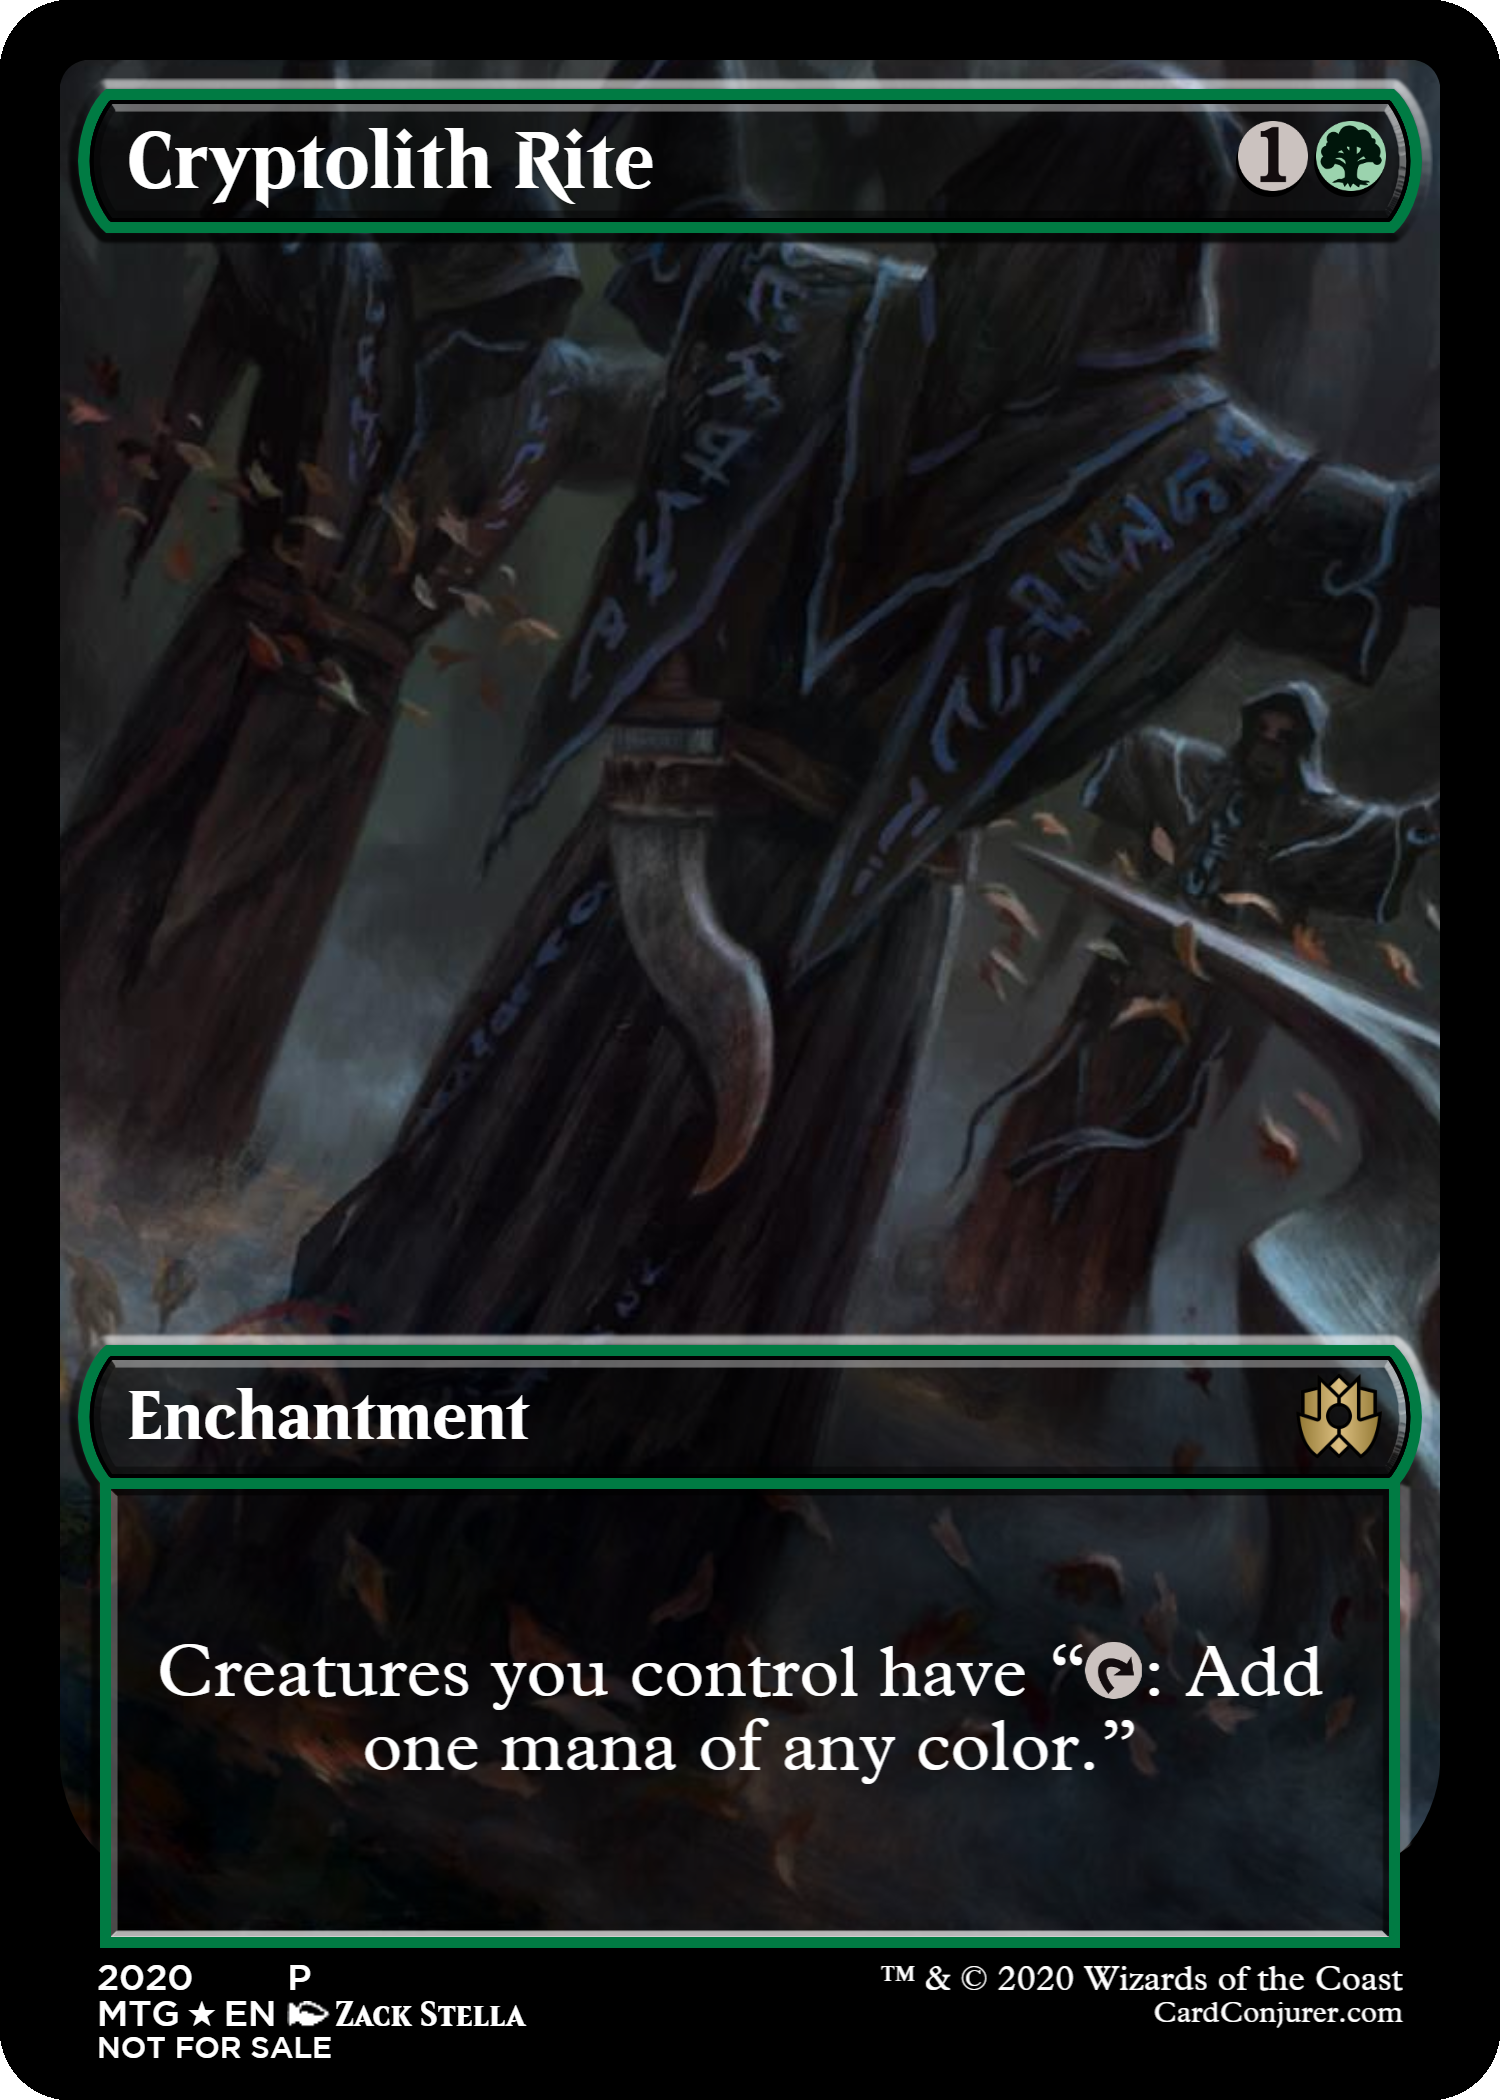 Cryptolith Rite 1
Enchantment
Creatures you control have “: Add
one mana of any color.”
2020 P
MTG ★ EN Zack Stella
NOT FOR SALE
™ & © 2020 Wizards of the Coast
CardConjurer.com